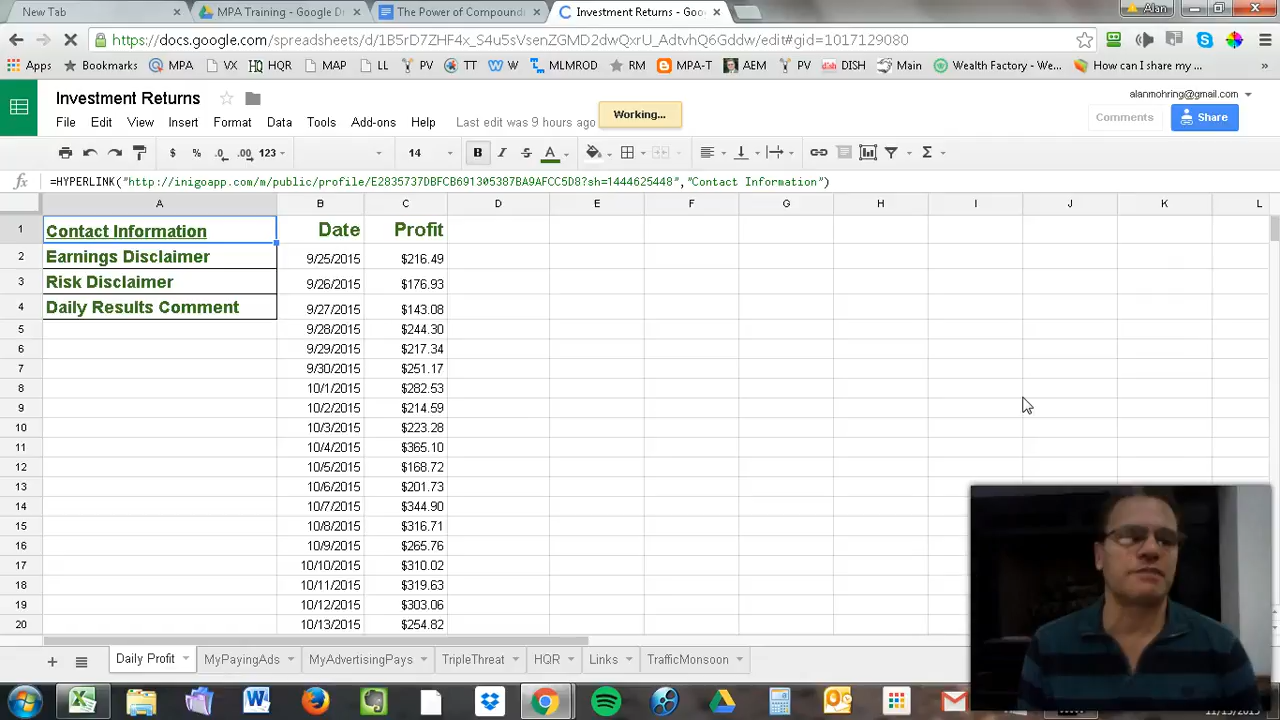 New Tab
MPA Training - Google D
The Power of Compound
Investment Returns - Goo
Alan
https://docs.google.com/spreadsheets/d/1B5rD7ZHF4x_S4u5sVsenZGMD2dwQxrU_AdtvhQ6Gddw/edit#gid=1017129080
Apps
Bookmarks
MPA
VX
HQR
MAP
LL
PV
TT
W
MLMROD
RM
MPA-T
AEM
PV
DISH
Main
Wealth Factory - We...
How can I share my ...
Investment Returns
alanmohring@gmail.com
Working...
File Edit View Insert Format Data Tools Add-ons Help
Last edit was 9 hours ago
Comments
Share
$ % .0 .00 123
14
B I S A
fx =HYPERLINK("http://inigoapp.com/m/public/profile/E2835737DBFCB691305387BA9AFCC5D8?sh=1444625448","Contact Information")
A B C D E F G H I J K L
1 Contact Information Date Profit
2 Earnings Disclaimer 9/25/2015 $216.49
3 Risk Disclaimer 9/26/2015 $176.93
4 Daily Results Comment 9/27/2015 $143.08
5 9/28/2015 $244.30
6 9/29/2015 $217.34
7 9/30/2015 $251.17
8 10/1/2015 $282.53
9 10/2/2015 $214.59
10 10/3/2015 $223.28
11 10/4/2015 $365.10
12 10/5/2015 $168.72
13 10/6/2015 $201.73
14 10/7/2015 $344.90
15 10/8/2015 $316.71
16 10/9/2015 $265.76
17 10/10/2015 $310.02
18 10/11/2015 $319.63
19 10/12/2015 $303.06
20 10/13/2015 $254.82
Daily Profit
MyPayingAds
MyAdvertisingPays
TripleThreat
HQR
Links
TrafficMonsoon